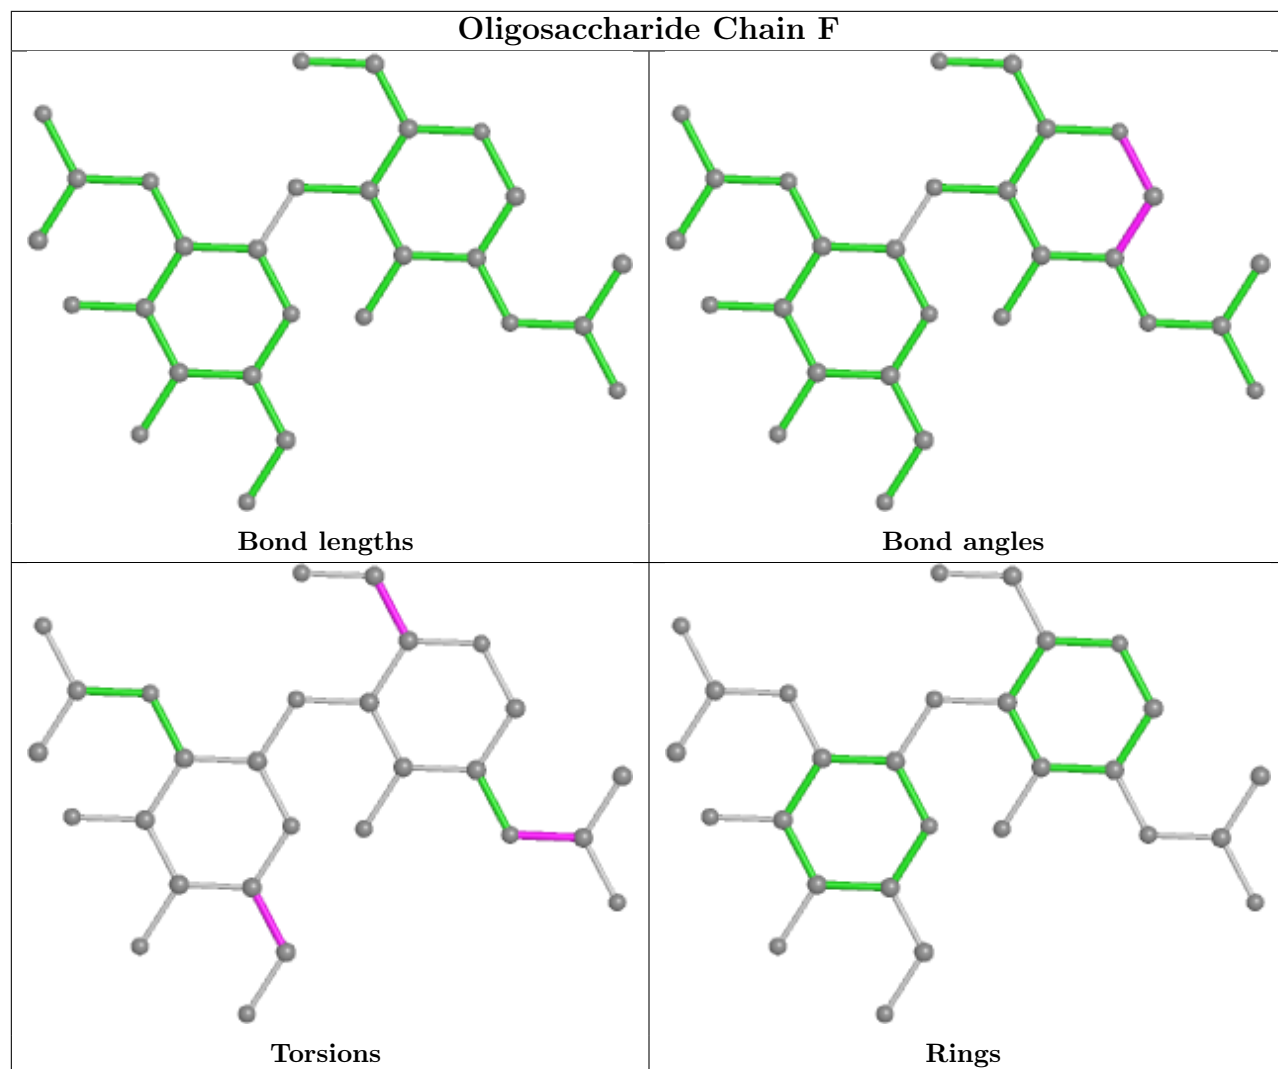 Oligosaccharide Chain F
Bond lengths
Bond angles
Torsions
Rings